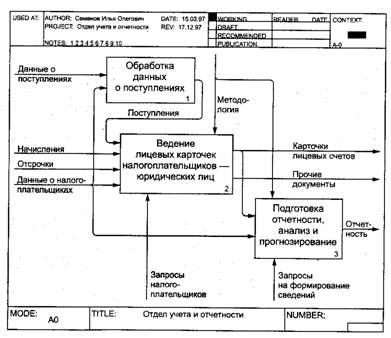 USED AT:
AUTHOR: Семенов Илья Олегович
DATE: 15.03.97
PROJECT: Отдел учета и отчетности
REV: 17.12.97
NOTES: 1 2 3 4 5 6 7 8 9 10
WORKING
DRAFT
RECOMMENDED
PUBLICATION
READER
DATE
CONTEXT:
A-0
Данные о
поступлениях
Обработка
данных
о поступлениях
1
Поступления
Методо-
логия
Начисления
Отсрочки
Данные о налого-
плательщиках
Ведение
лицевых карточек
налогоплательщиков —
юридических лиц
2
Карточки
лицевых счетов
Прочие
документы
Подготовка
отчетности,
анализ и
прогнозирование
3
Отчет-
ность
Запросы
налого-
плательщиков
Запросы
на формирование
сведений
MODE:
A0
TITLE:
Отдел учета и отчетности
NUMBER: